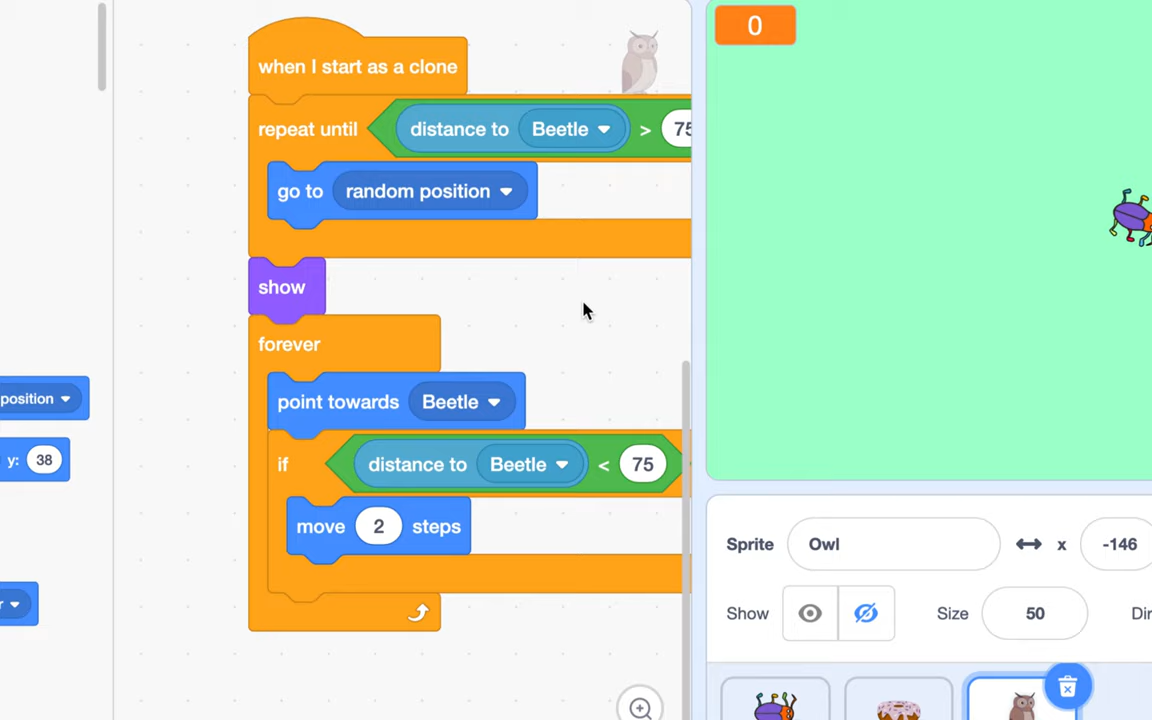 0
when I start as a clone
repeat until distance to Beetle > 75
go to random position
show
forever
point towards Beetle
position
if distance to Beetle < 75
y: 38
move 2 steps
Sprite Owl x -146
Show Size 50